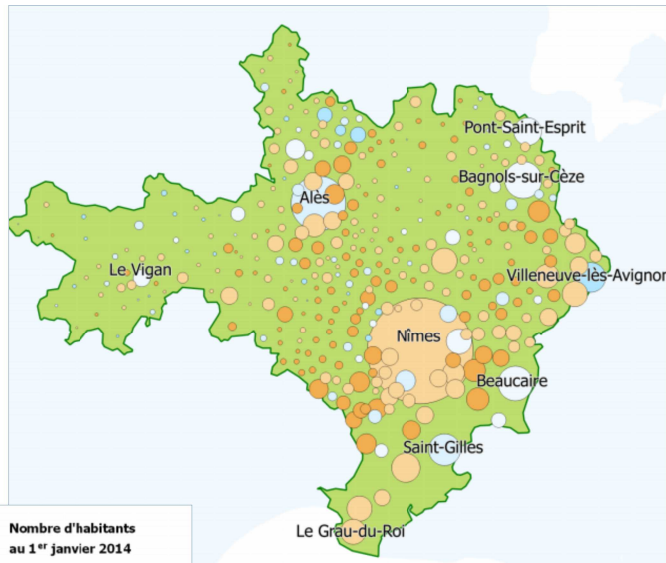 Pont-Saint-Esprit
Bagnols-sur-Cèze
Alès
Le Vigan
Villeneuve-lès-Avignon
Nîmes
Beaucaire
Saint-Gilles
Le Grau-du-Roi
Nombre d'habitants
au 1er janvier 2014